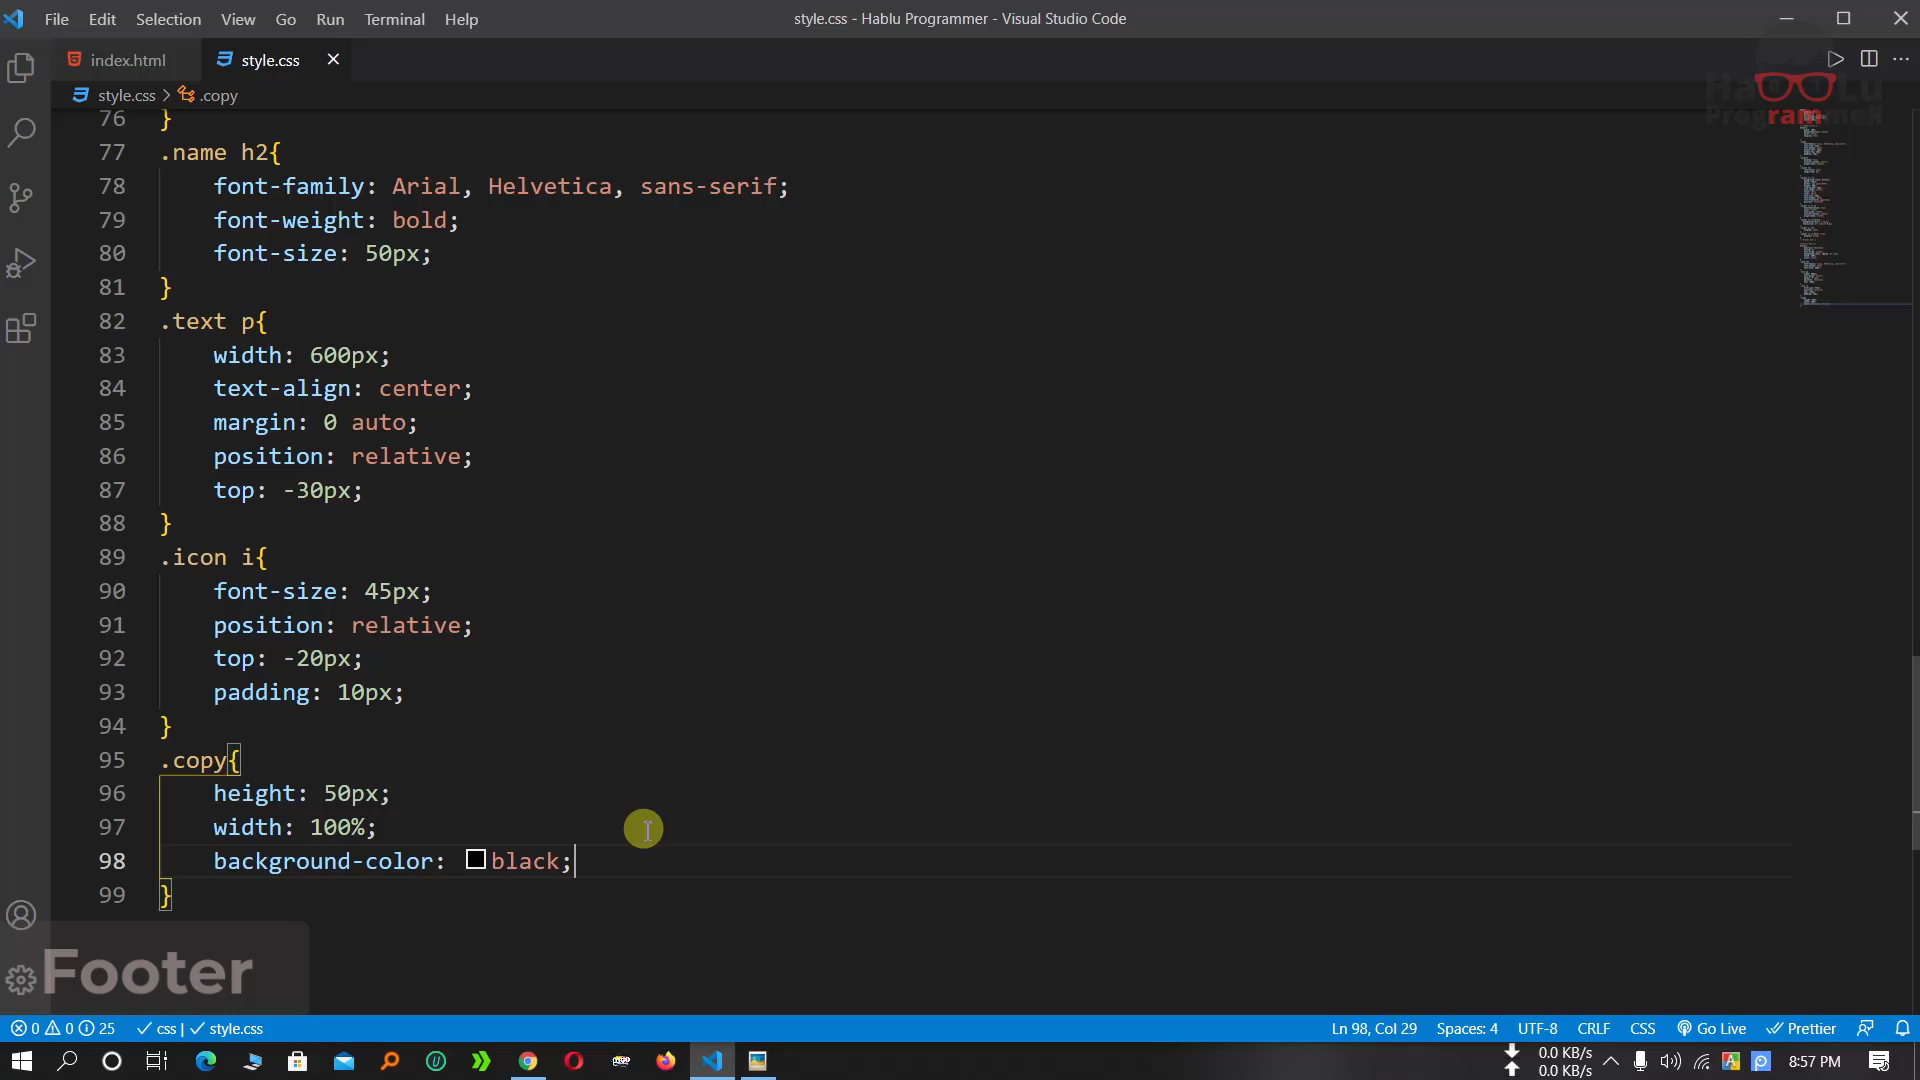 File Edit Selection View Go Run Terminal Help
style.css - Hablu Programmer - Visual Studio Code
index.html style.css
style.css > .copy
HabLu
ProgrammeR
76 }
77 .name h2{
78 font-family: Arial, Helvetica, sans-serif;
79 font-weight: bold;
80 font-size: 50px;
81 }
82 .text p{
83 width: 600px;
84 text-align: center;
85 margin: 0 auto;
86 position: relative;
87 top: -30px;
88 }
89 .icon i{
90 font-size: 45px;
91 position: relative;
92 top: -20px;
93 padding: 10px;
94 }
95 .copy{
96 height: 50px;
97 width: 100%;
98 background-color: black;
99 }
Footer
0 0 25 css | style.css Ln 98, Col 29 Spaces: 4 UTF-8 CRLF CSS Go Live Prettier
0.0 KB/s
0.0 KB/s
8:57 PM